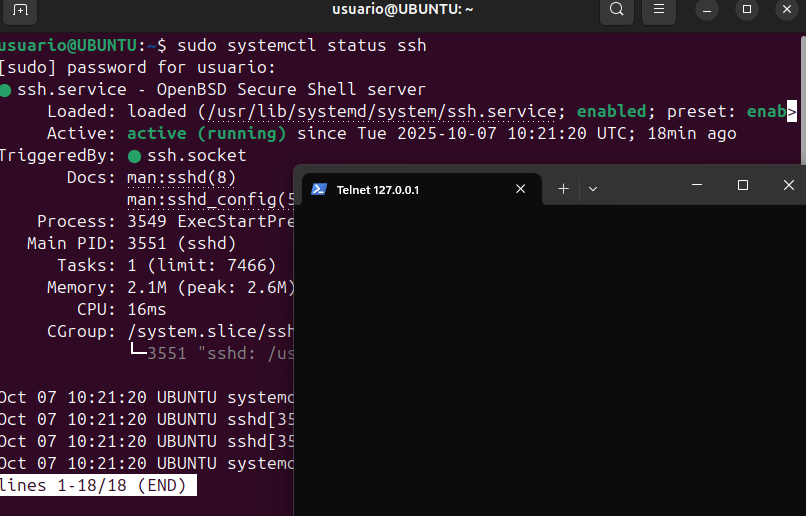 usuario@UBUNTU: ~
usuario@UBUNTU:~$ sudo systemctl status ssh
[sudo] password for usuario:
● ssh.service - OpenBSD Secure Shell server
Loaded: loaded (/usr/lib/systemd/system/ssh.service; enabled; preset: enab>
Active: active (running) since Tue 2025-10-07 10:21:20 UTC; 18min ago
TriggeredBy: ● ssh.socket
Docs: man:sshd(8)
man:sshd_config(5
Process: 3549 ExecStartPre
Main PID: 3551 (sshd)
Tasks: 1 (limit: 7466)
Memory: 2.1M (peak: 2.6M)
CPU: 16ms
CGroup: /system.slice/ssh
└─3551 "sshd: /us
Oct 07 10:21:20 UBUNTU systemd
Oct 07 10:21:20 UBUNTU sshd[35
Oct 07 10:21:20 UBUNTU sshd[35
Oct 07 10:21:20 UBUNTU systemd
lines 1-18/18 (END)
Telnet 127.0.0.1